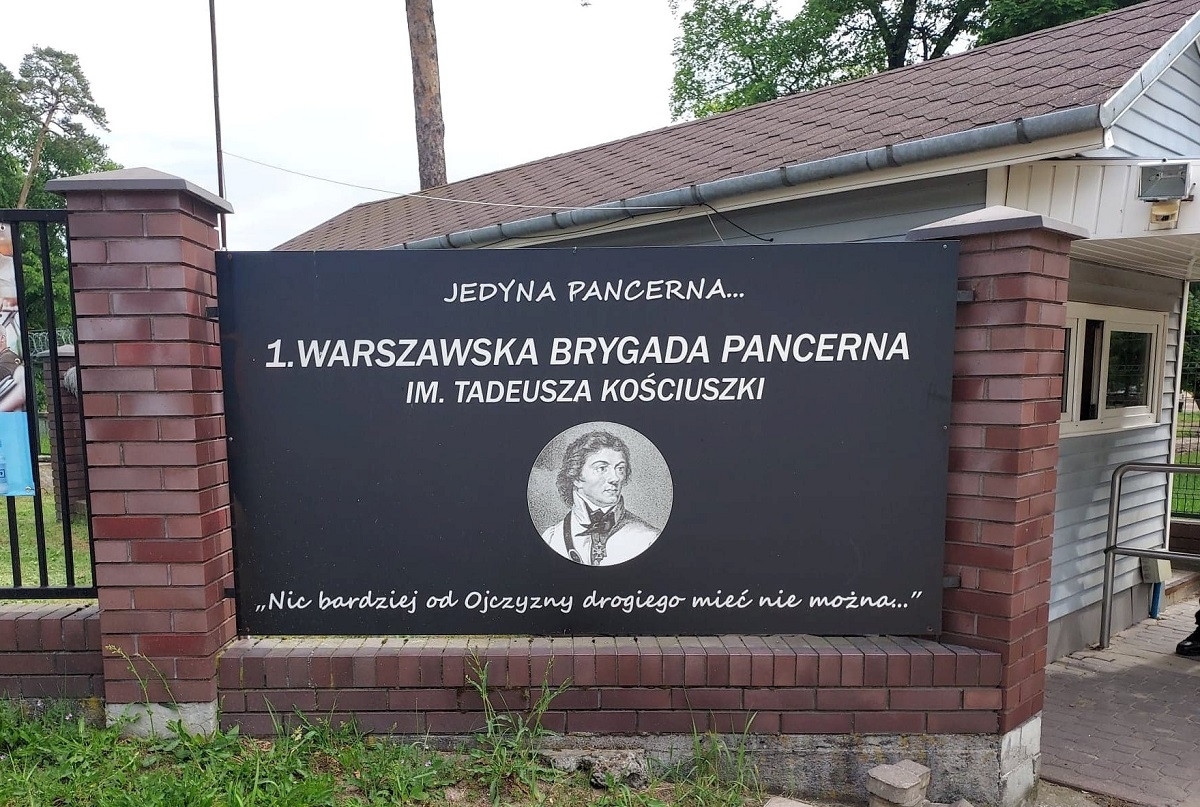 JEDYNA PANCERNA...
1.WARSZAWSKA BRYGADA PANCERNA
IM. TADEUSZA KOŚCIUSZKI
„Nic bardziej od Ojczyzny drogiego mieć nie można...”